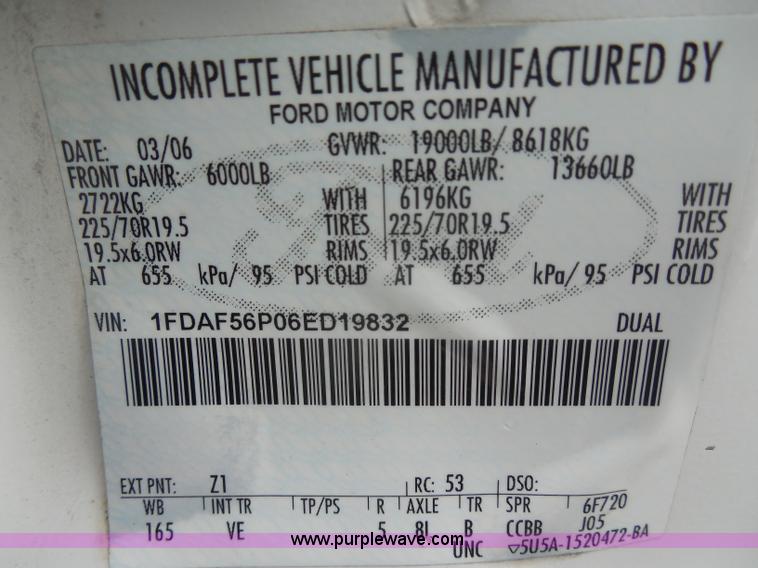 INCOMPLETE VEHICLE MANUFACTURED BY
FORD MOTOR COMPANY
DATE: 03/06 GVWR: 19000LB/ 8618KG
FRONT GAWR: 6000LB REAR GAWR: 13660LB
2722KG WITH 6196KG WITH
225/70R19.5 TIRES 225/70R19.5 TIRES
19.5x6.0RW RIMS 19.5x6.0RW RIMS
AT 655 kPa/ 95 PSI COLD AT 655 kPa/ 95 PSI COLD
VIN: 1FDAF56P06ED19832 DUAL
EXT PNT: Z1 RC: 53 DSO:
WB INT TR TP/PS R AXLE TR SPR 6F720
165 VE 5 8L B CCBB J05
UNC ▽5U5A-1520472-BA
www.purplewave.com